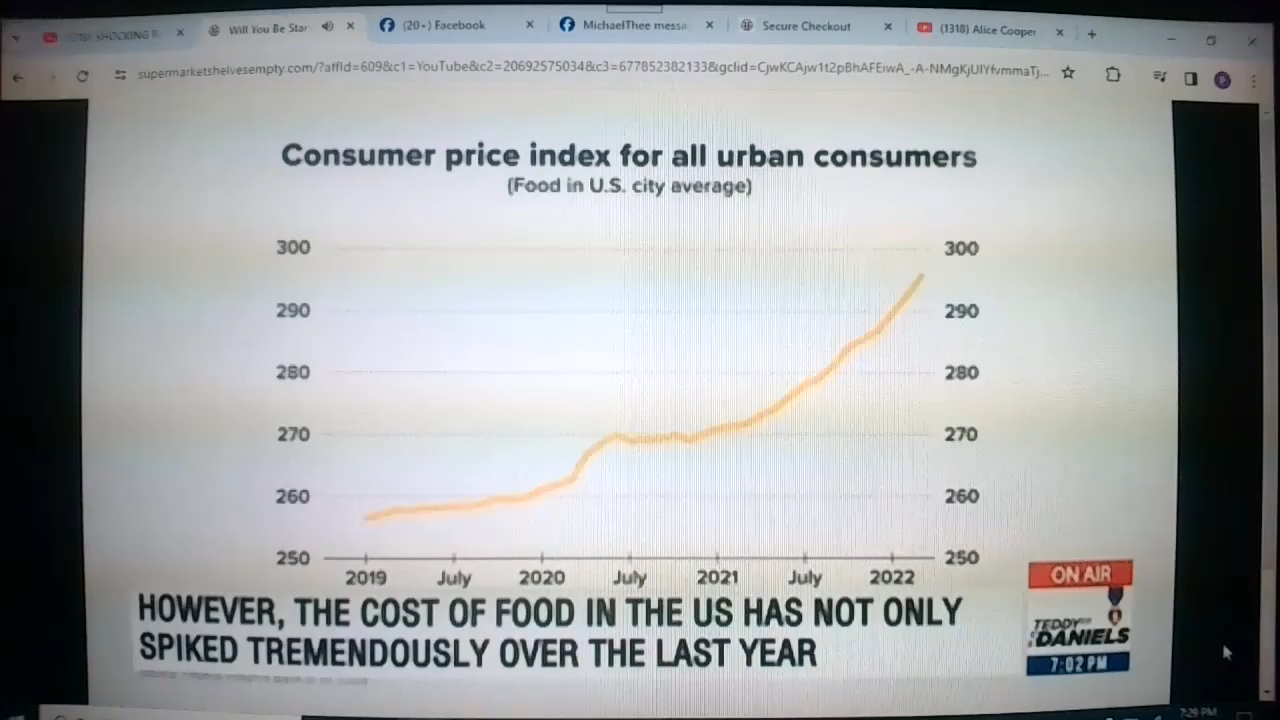 Will You Be Star
(20+) Facebook
MichaelThee messa
Secure Checkout
(1318) Alice Cooper
supermarketshelvesempty.com/?affId=609&c1=YouTube&c2=20692575034&c3=677852382133&gclid=CjwKCAjw1t2pBhAFEiwA_-A-NMgKjUIYfvmmaTj...
Consumer price index for all urban consumers
(Food in U.S. city average)
300 300
290 290
280 280
270 270
260 260
250 250
2019 July 2020 July 2021 July 2022
HOWEVER, THE COST OF FOOD IN THE US HAS NOT ONLY
SPIKED TREMENDOUSLY OVER THE LAST YEAR
ON AIR
TEDDY
DANIELS
7:02 PM
7:29 PM